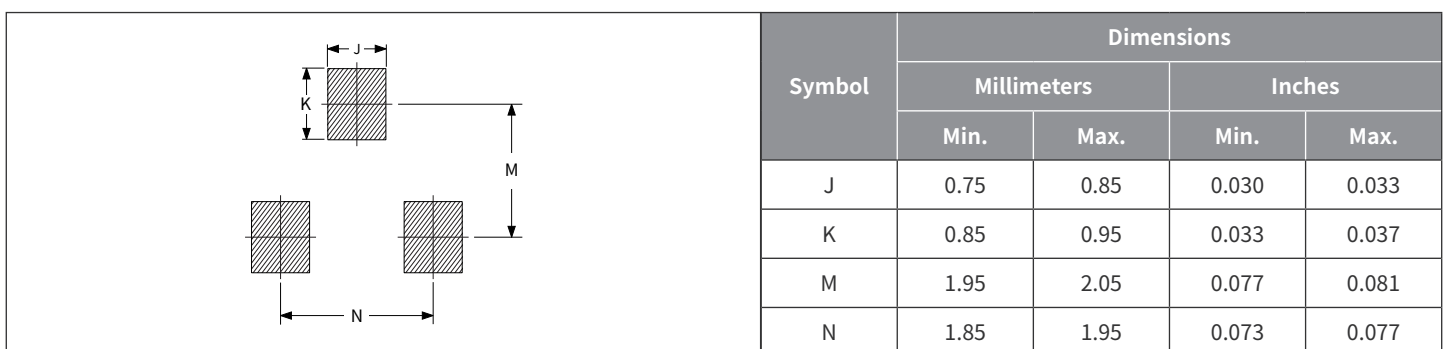 J
K
M
N
Dimensions
Symbol Millimeters Inches
Min. Max. Min. Max.
J 0.75 0.85 0.030 0.033
K 0.85 0.95 0.033 0.037
M 1.95 2.05 0.077 0.081
N 1.85 1.95 0.073 0.077